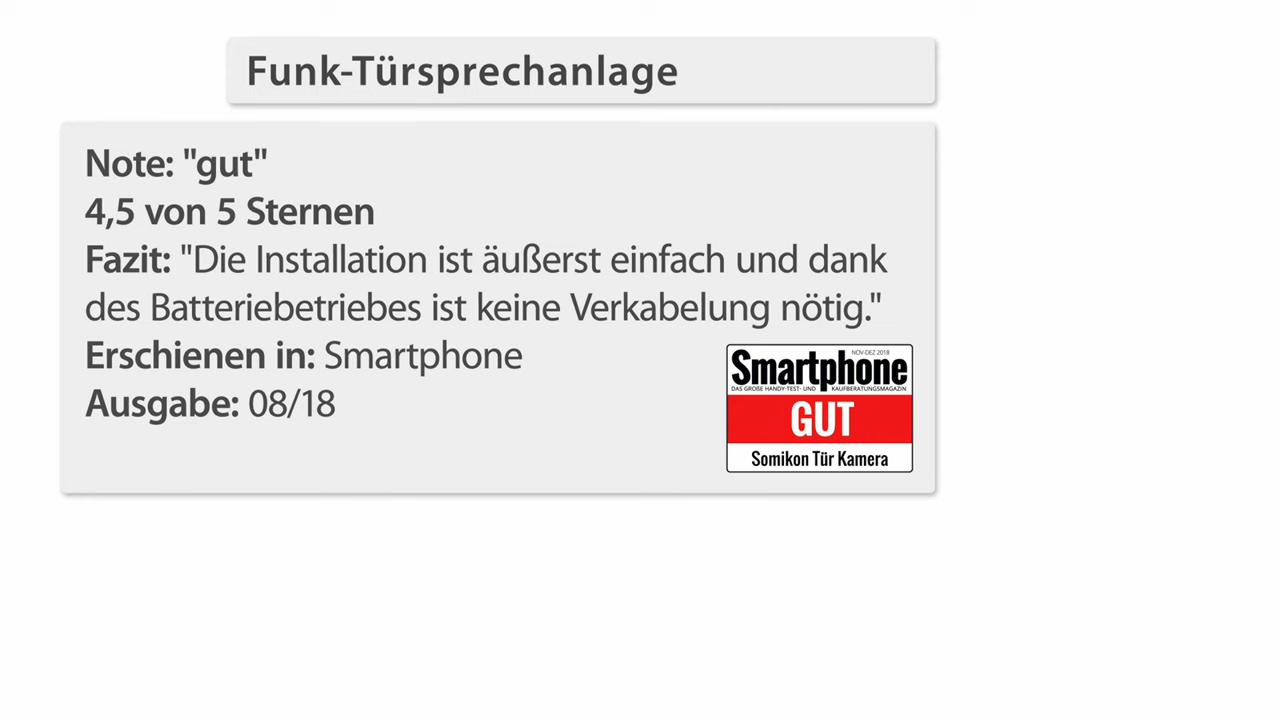 Funk-Türsprechanlage
Note: "gut"
4,5 von 5 Sternen
Fazit: "Die Installation ist äußerst einfach und dank
des Batteriebetriebes ist keine Verkabelung nötig."
Erschienen in: Smartphone
Ausgabe: 08/18
NOV-DEZ 2018
Smartphone
DAS GROßE HANDY-TEST- UND KAUFBERATUNGSMAGAZIN
GUT
Somikon Tür Kamera